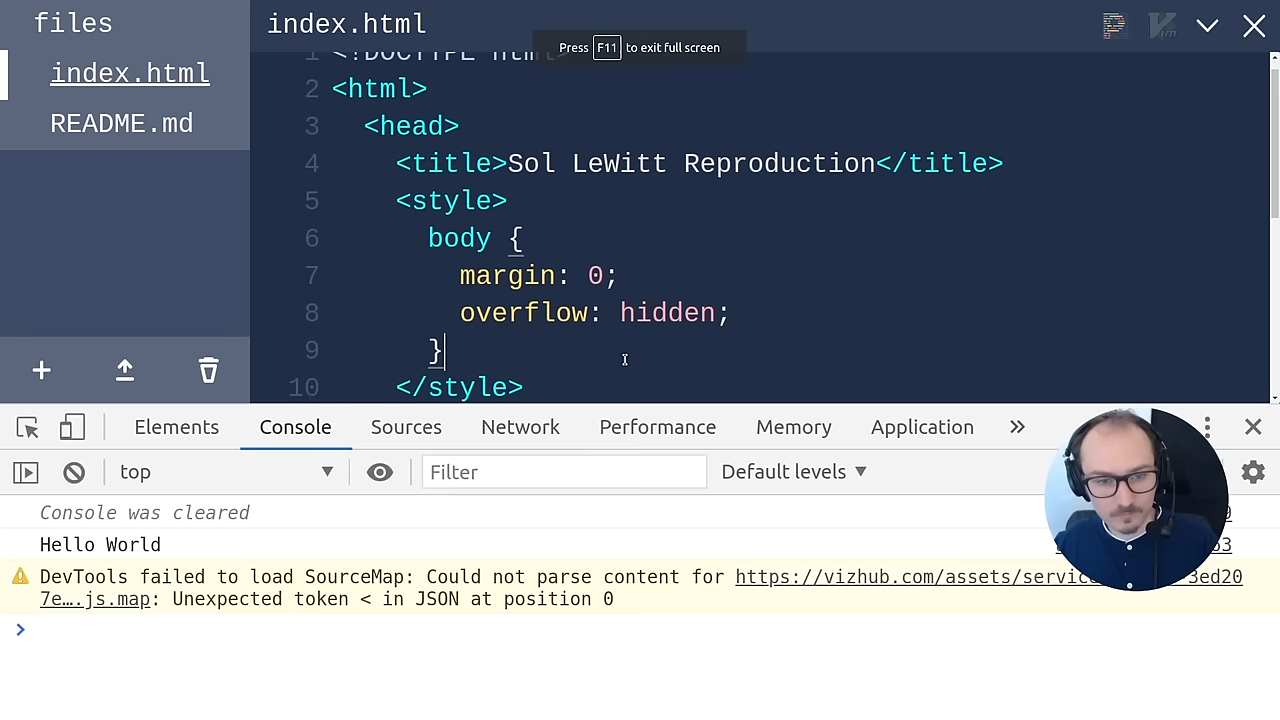 files
index.html
README.md
index.html
Press F11 to exit full screen
1 <!DOCTYPE html>
2 <html>
3 <head>
4 <title>Sol LeWitt Reproduction</title>
5 <style>
6 body {
7 margin: 0;
8 overflow: hidden;
9 }
10 </style>
Elements Console Sources Network Performance Memory Application
top Filter Default levels
Console was cleared
Hello World
DevTools failed to load SourceMap: Could not parse content for https://vizhub.com/assets/servic 3ed20
7e….js.map: Unexpected token < in JSON at position 0